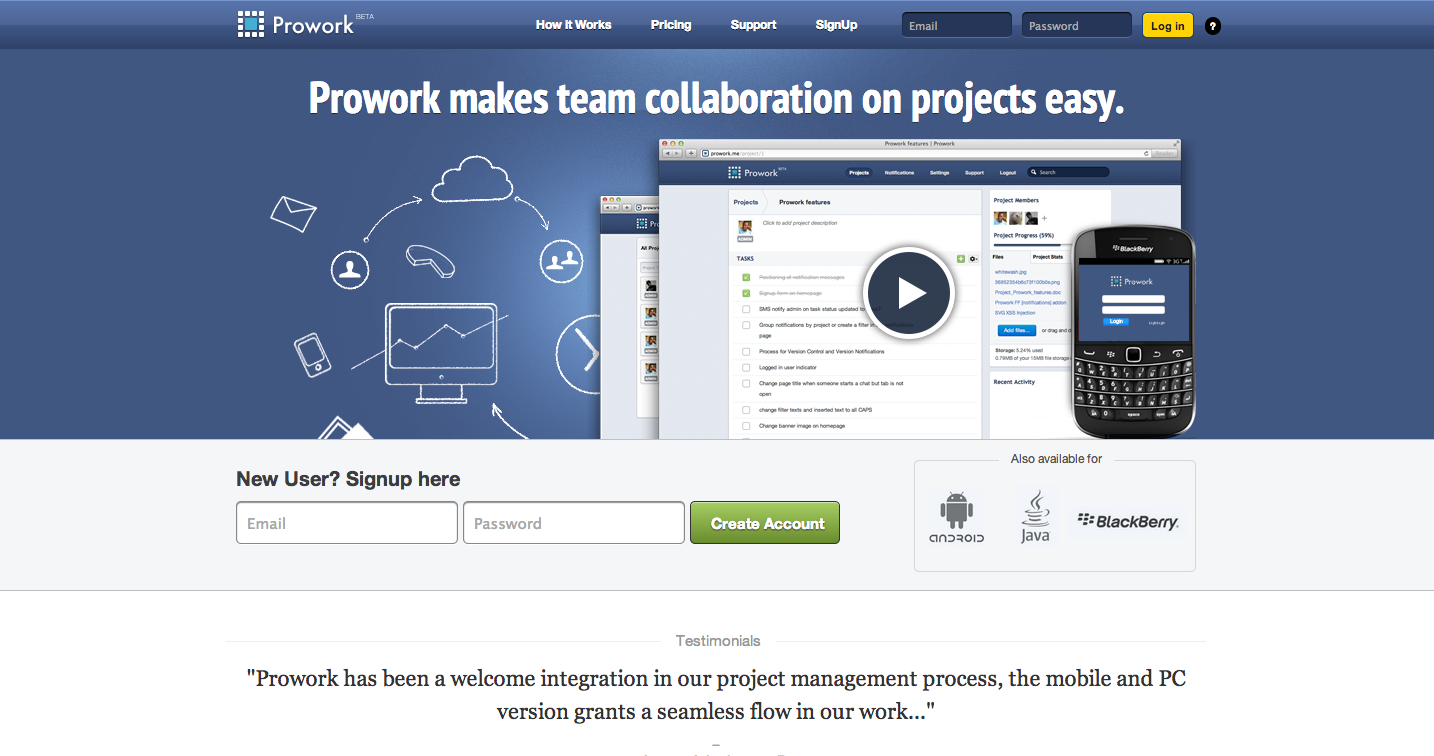 Prowork BETA
How it Works Pricing Support SignUp Email Password Log in ?
Prowork makes team collaboration on projects easy.
Prowork features | Prowork
prowork.me/project/
Reader
Prowork BETA
Projects Notifications Settings Support Logout Search
Projects Prowork features
Click to add project description
ADMIN
TASKS
Positioning of notification messages
Signup form on homepage
SMS notify admin on task status updated to
Group notifications by project or create a filter in
page
Process for Version Control and Version Notifications
Logged in user indicator
Change page title when someone starts a chat but tab is not
open
change filter texts and inserted text to all CAPS
Change banner image on homepage
Project Members
+
Project Progress (59%)
Files Project Stats
whitewash.jpg
Project_Prowork_features.doc
Prowork FF [notifications] addon
SVG XSS Injection
Add files... or drag and
Storage: 5.24% used
0.79MB of your 15MB file storage
Recent Activity
All
ADMIN
ADMIN
ADMIN
ADMIN
BlackBerry
3G
Prowork
Login
New User? Signup here
Email Password Create Account
Also available for
ANDROID Java BlackBerry
Testimonials
"Prowork has been a welcome integration in our project management process, the mobile and PC
version grants a seamless flow in our work..."
–